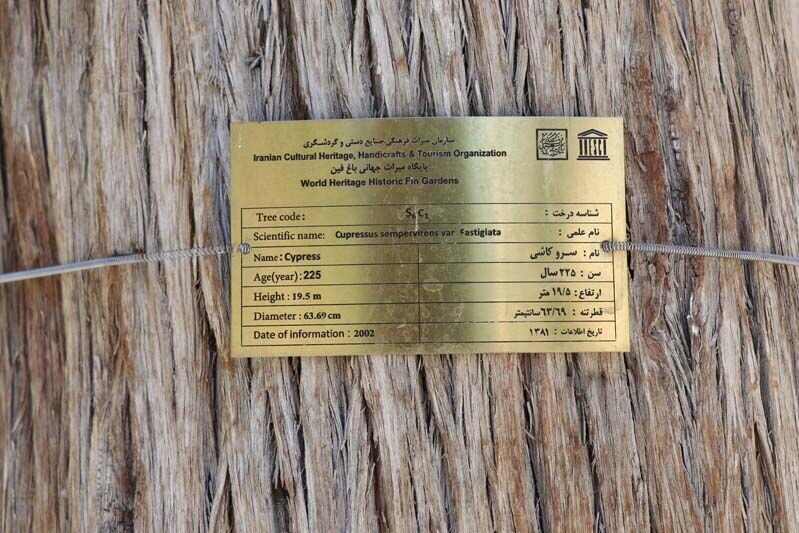 سازمان میراث فرهنگی،صنایع دستی و گردشگری
Iranian Cultural Heritage, Handicrafts & Tourism Organization
پایگاه میراث جهانی باغ فین
World Heritage Historic Fin Gardens
Tree code: S6C1 شناسه درخت :
Scientific name: Cupressus sempervirens var Fastigiata نام علمی :
Name: Cypress نام : سرو کاشی
Age(year): 225 سن : ۲۲۵ سال
Height : 19.5 m ارتفاع : ۱۹/۵ متر
Diameter : 63.69 cm قطرتنه : ۶۳/۶۹ سانتیمتر
Date of information : 2002 تاریخ اطلاعات : ۱۳۸۱